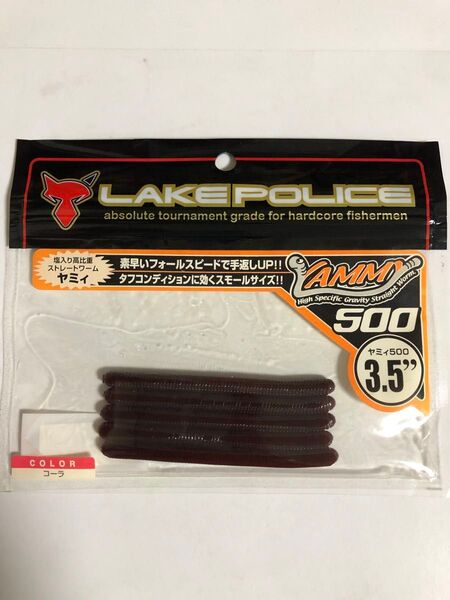 LAKE POLICE
absolute tournament grade for hardcore fishermen
塩入り高比重
ストレートワーム
ヤミィ
素早いフォールスピードで手返しUP!!
タフコンディションに効くスモールサイズ!!
YAMMY
High Specific Gravity Straight Worm
500
ヤミィ500
3.5”
COLOR
コーラ